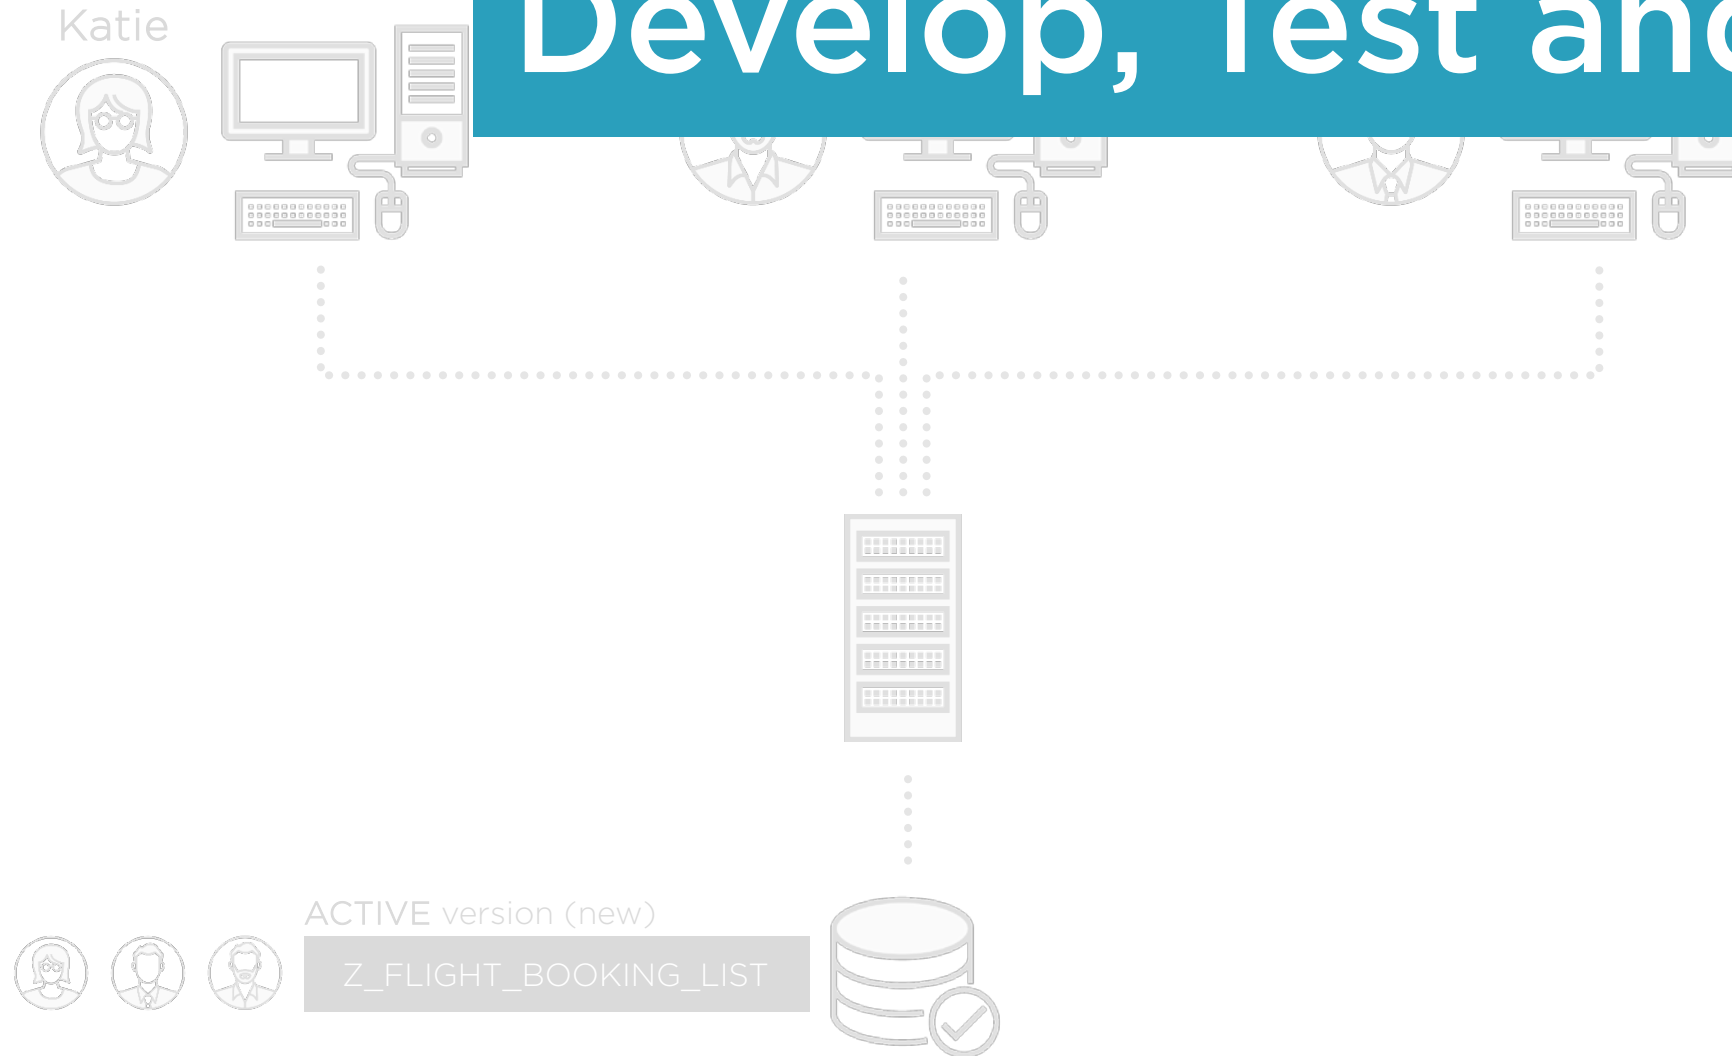 Katie
Develop, Test and
ACTIVE version (new)
Z_FLIGHT_BOOKING_LIST